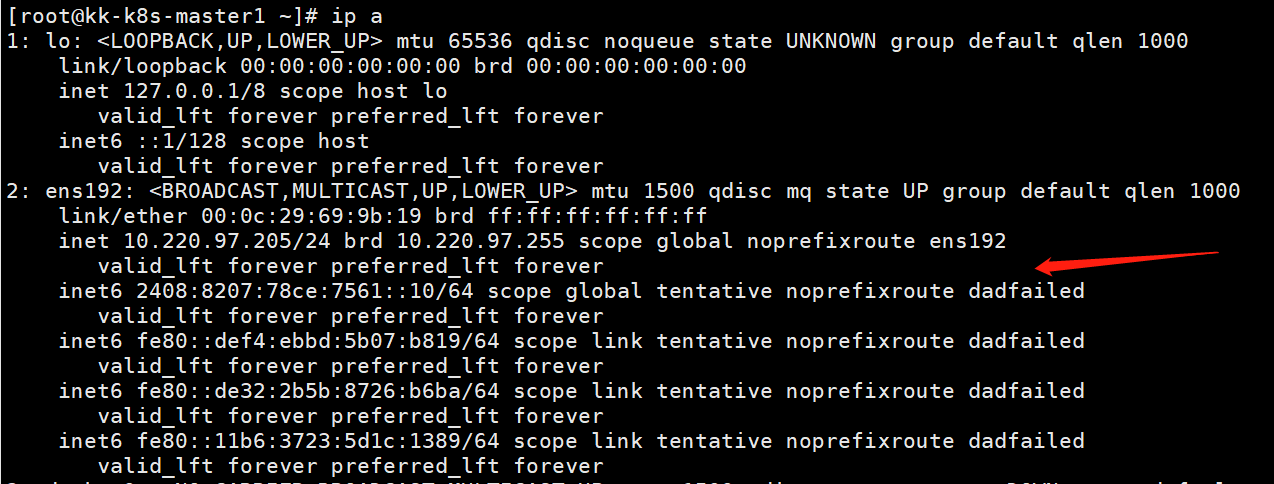 [root@kk-k8s-master1 ~]# ip a
1: lo: <LOOPBACK,UP,LOWER_UP> mtu 65536 qdisc noqueue state UNKNOWN group default qlen 1000
    link/loopback 00:00:00:00:00:00 brd 00:00:00:00:00:00
    inet 127.0.0.1/8 scope host lo
       valid_lft forever preferred_lft forever
    inet6 ::1/128 scope host
       valid_lft forever preferred_lft forever
2: ens192: <BROADCAST,MULTICAST,UP,LOWER_UP> mtu 1500 qdisc mq state UP group default qlen 1000
    link/ether 00:0c:29:69:9b:19 brd ff:ff:ff:ff:ff:ff
    inet 10.220.97.205/24 brd 10.220.97.255 scope global noprefixroute ens192
       valid_lft forever preferred_lft forever
    inet6 2408:8207:78ce:7561::10/64 scope global tentative noprefixroute dadfailed
       valid_lft forever preferred_lft forever
    inet6 fe80::def4:ebbd:5b07:b819/64 scope link tentative noprefixroute dadfailed
       valid_lft forever preferred_lft forever
    inet6 fe80::de32:2b5b:8726:b6ba/64 scope link tentative noprefixroute dadfailed
       valid_lft forever preferred_lft forever
    inet6 fe80::11b6:3723:5d1c:1389/64 scope link tentative noprefixroute dadfailed
       valid_lft forever preferred_lft forever